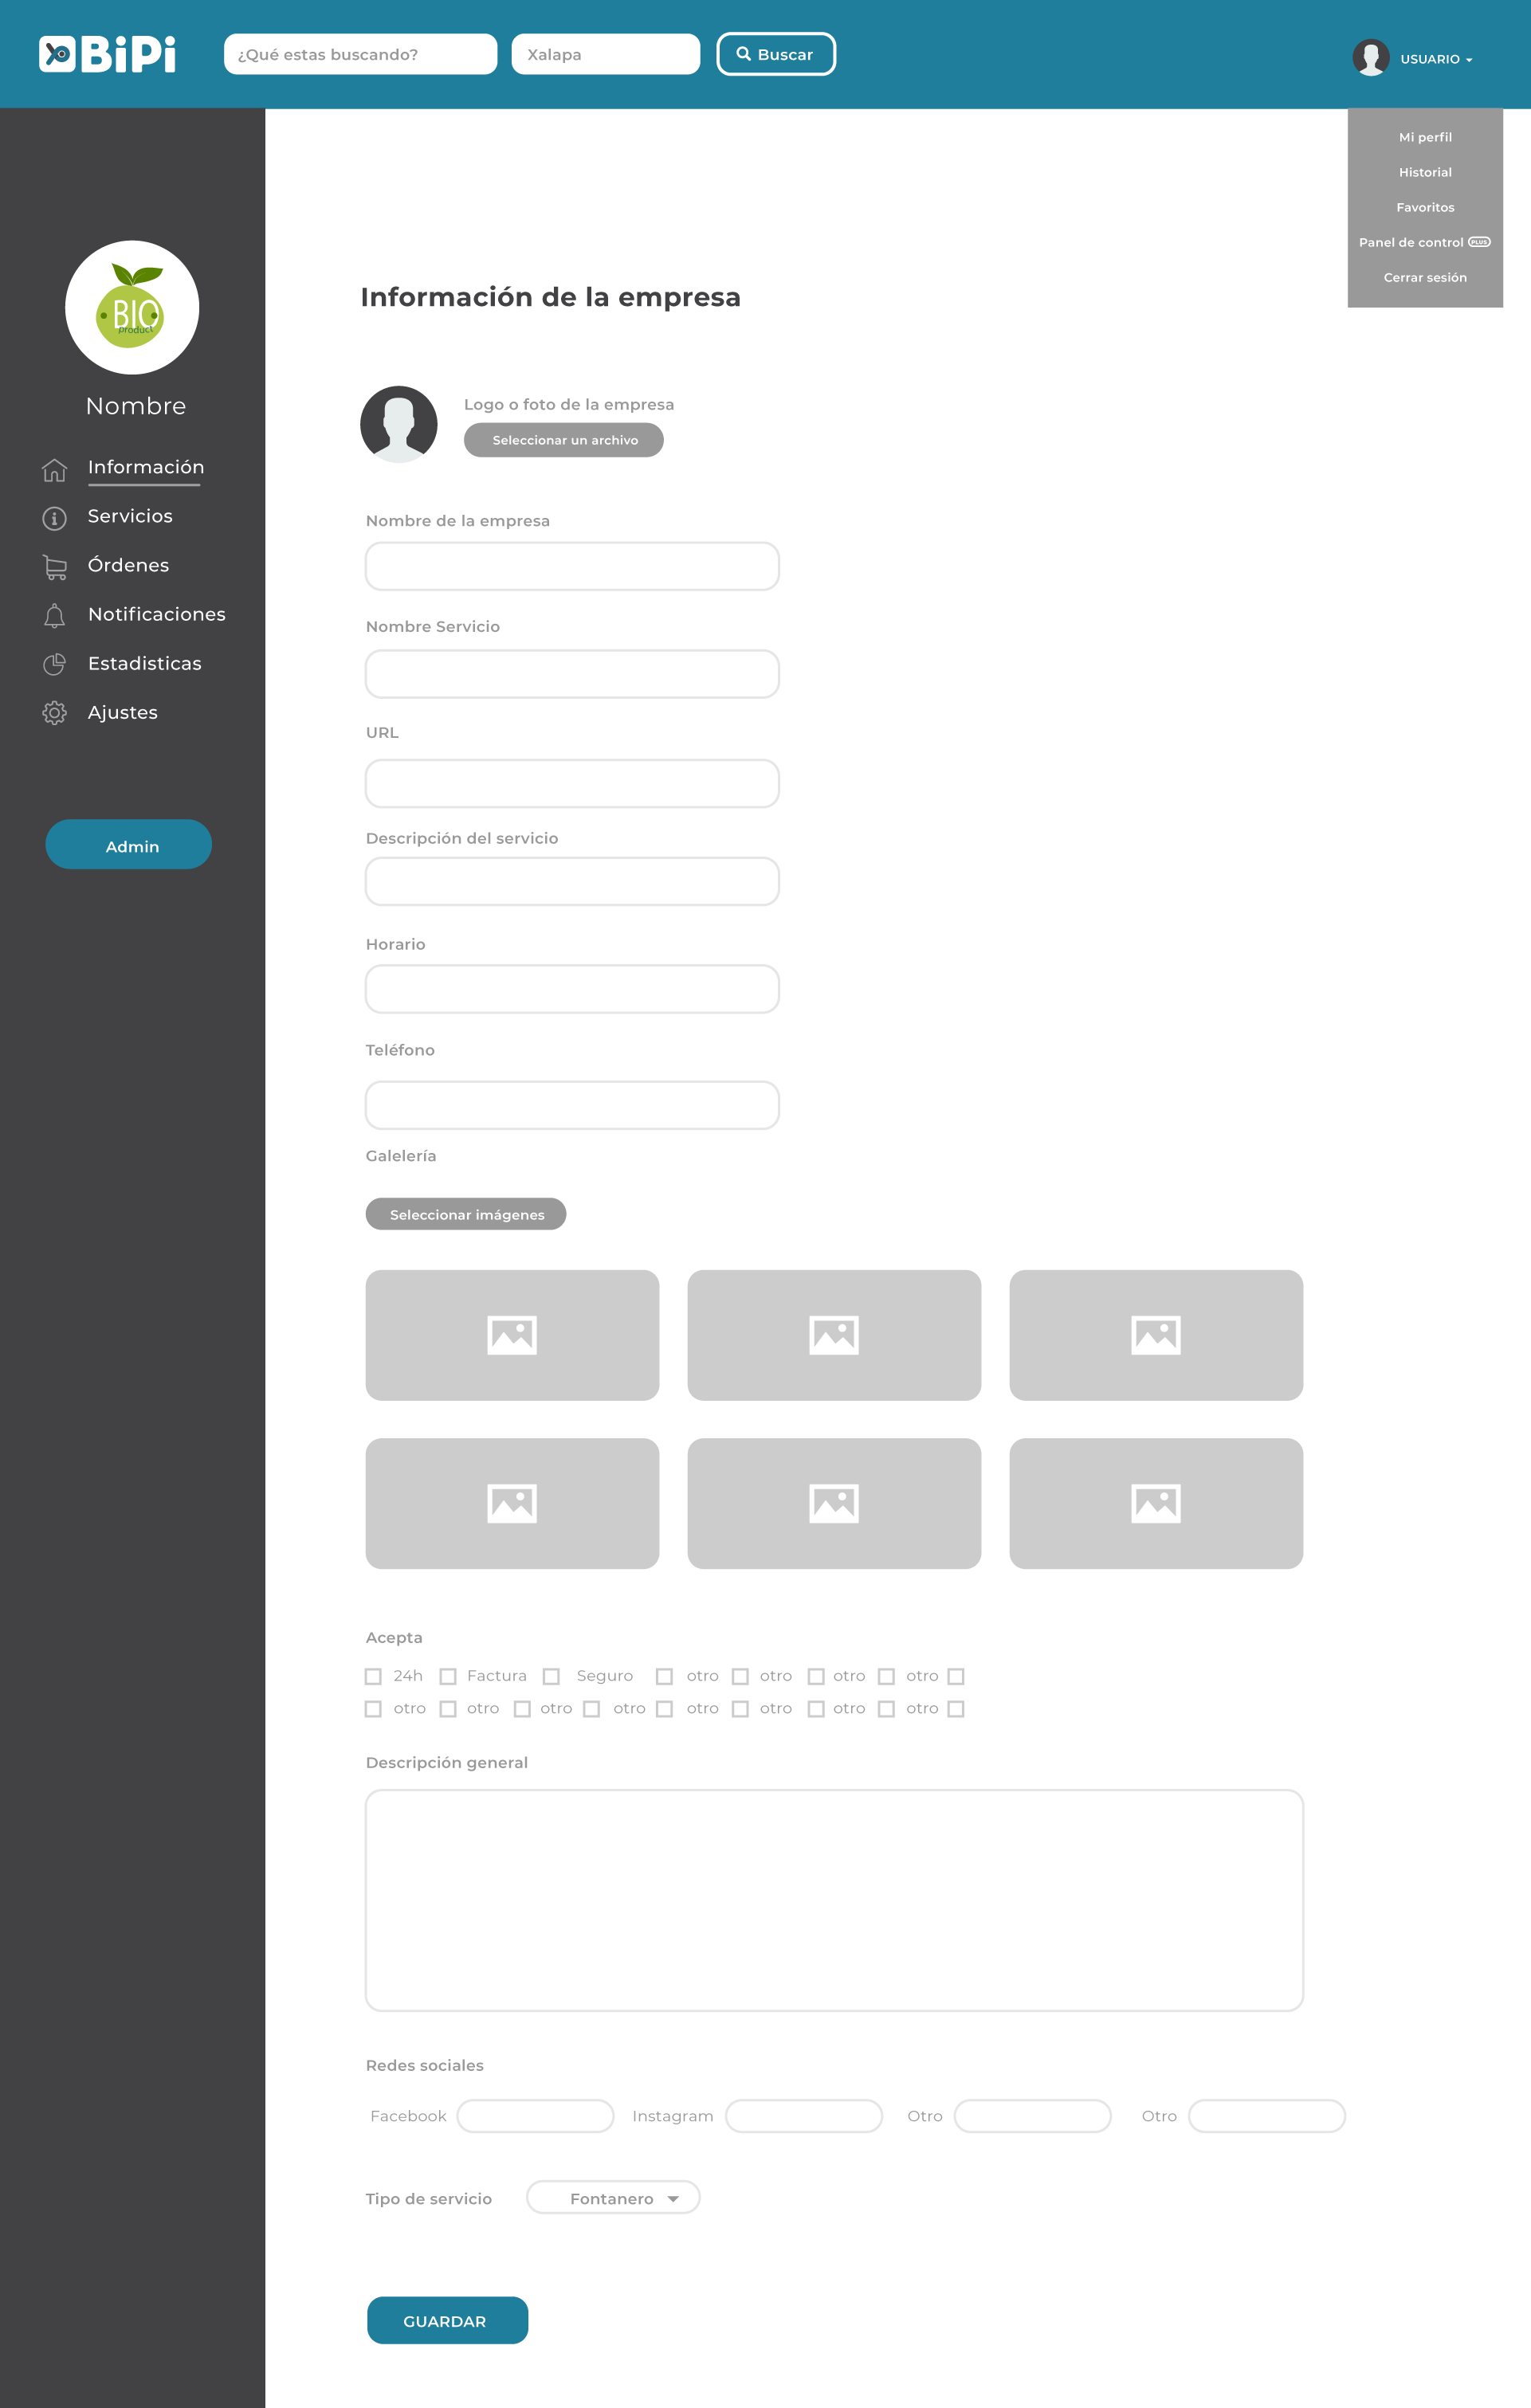 BiPi
¿Qué estas buscando?
Xalapa
Buscar
USUARIO
Mi perfil
Historial
Favoritos
Panel de control PLUS
Cerrar sesión
BIO
product
Nombre
Información
Servicios
Órdenes
Notificaciones
Estadisticas
Ajustes
Admin
Información de la empresa
Logo o foto de la empresa
Seleccionar un archivo
Nombre de la empresa
Nombre Servicio
URL
Descripción del servicio
Horario
Teléfono
Galelería
Seleccionar imágenes
Acepta
24h Factura Seguro otro otro otro otro
otro otro otro otro otro otro otro otro
Descripción general
Redes sociales
Facebook Instagram Otro Otro
Tipo de servicio Fontanero
GUARDAR